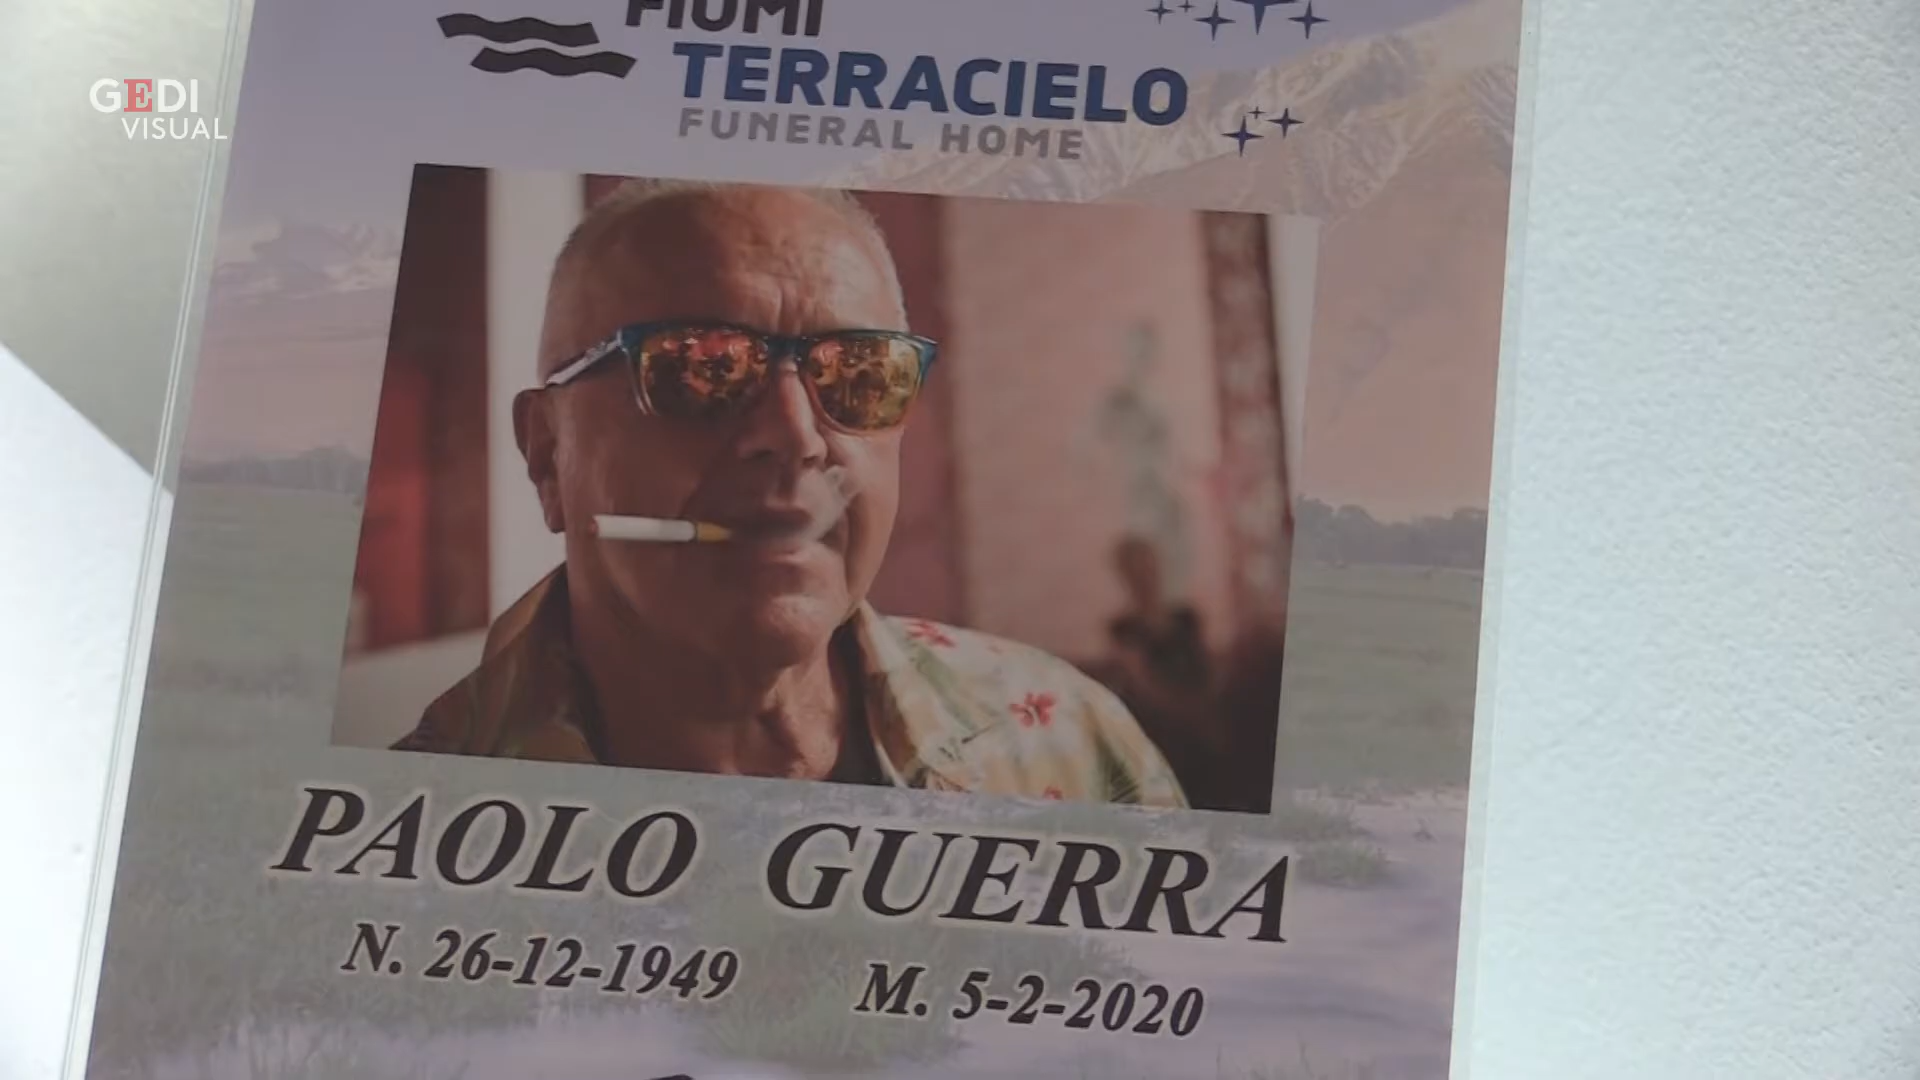 GEDI
VISUAL
FIUMI
TERRACIELO
FUNERAL HOME
PAOLO GUERRA
N. 26-12-1949 M. 5-2-2020